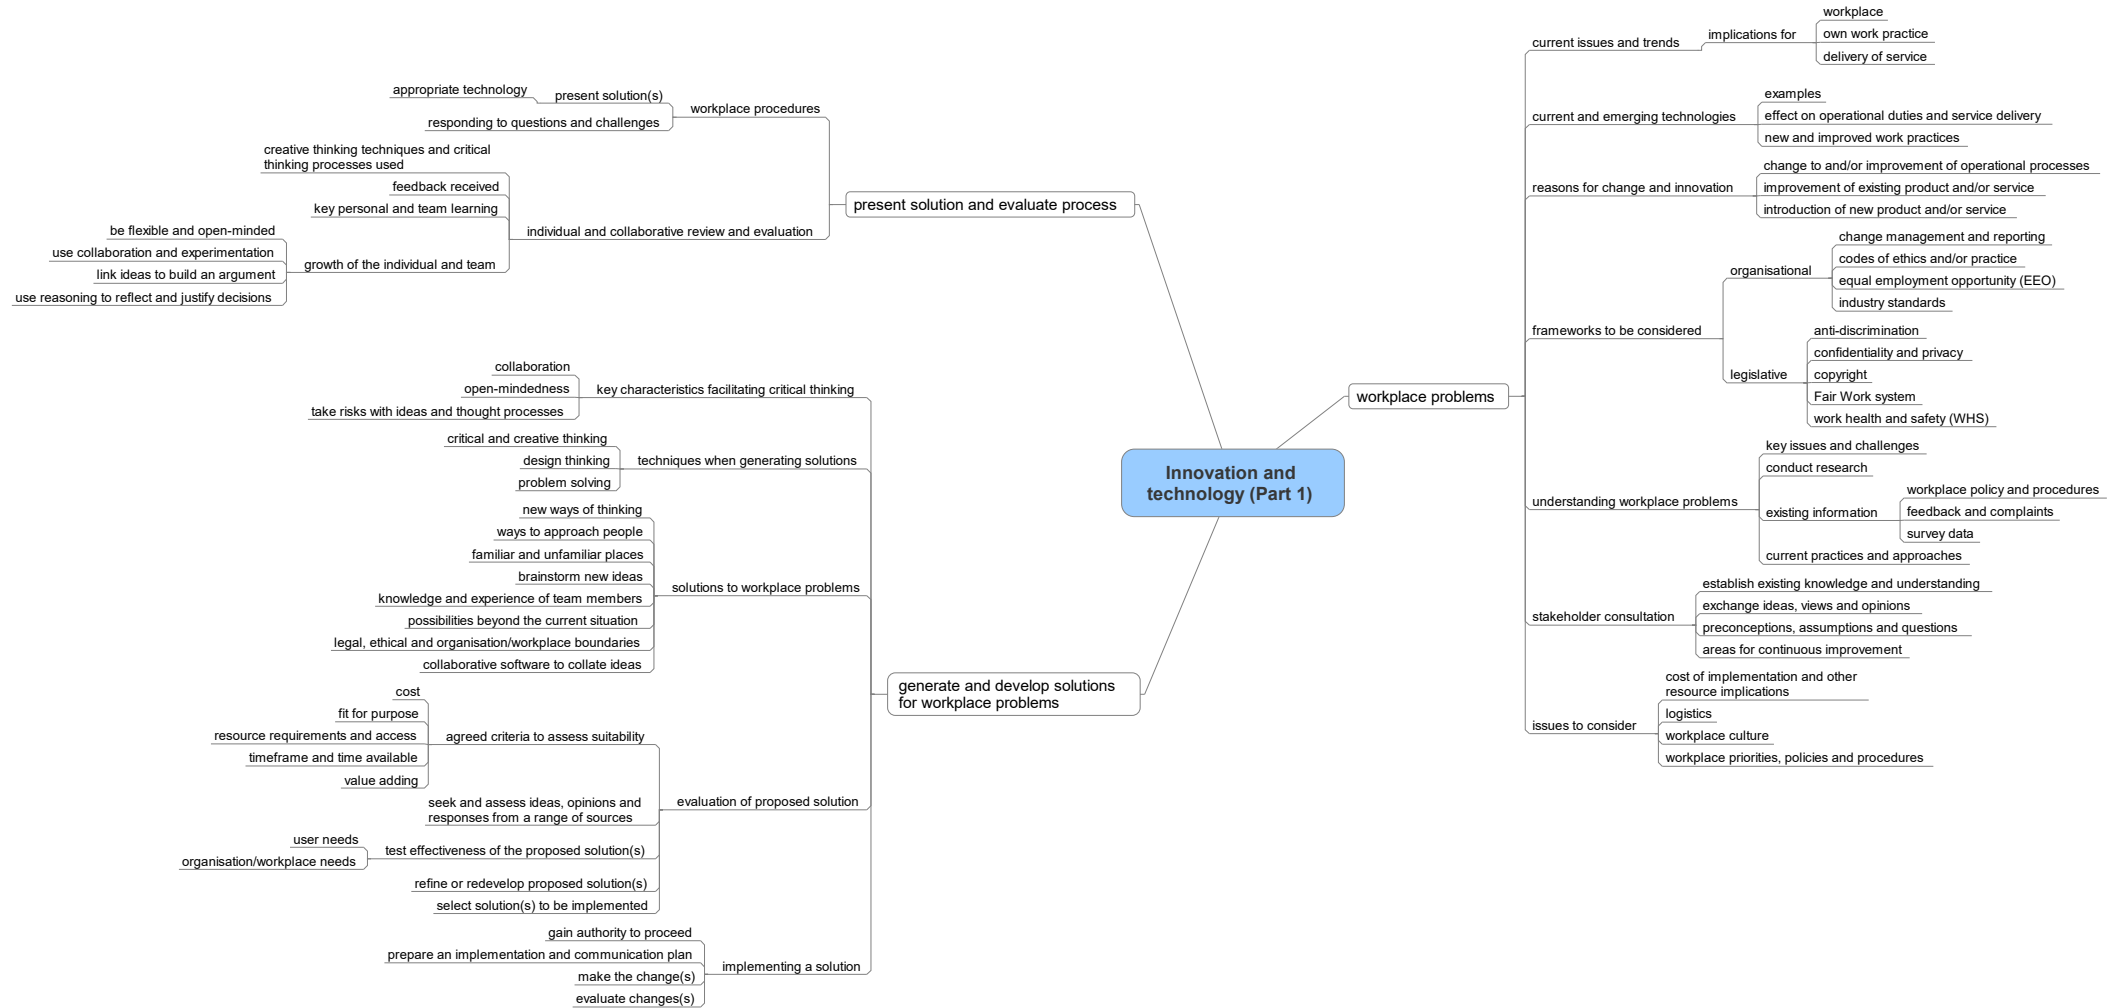 Innovation and
technology (Part 1)
workplace problems
current issues and trends
implications for
workplace
own work practice
delivery of service
current and emerging technologies
examples
effect on operational duties and service delivery
new and improved work practices
reasons for change and innovation
change to and/or improvement of operational processes
improvement of existing product and/or service
introduction of new product and/or service
frameworks to be considered
organisational
change management and reporting
codes of ethics and/or practice
equal employment opportunity (EEO)
industry standards
legislative
anti-discrimination
confidentiality and privacy
copyright
Fair Work system
work health and safety (WHS)
understanding workplace problems
key issues and challenges
conduct research
existing information
workplace policy and procedures
feedback and complaints
survey data
current practices and approaches
stakeholder consultation
establish existing knowledge and understanding
exchange ideas, views and opinions
preconceptions, assumptions and questions
areas for continuous improvement
issues to consider
cost of implementation and other
resource implications
logistics
workplace culture
workplace priorities, policies and procedures
generate and develop solutions
for workplace problems
key characteristics facilitating critical thinking
collaboration
open-mindedness
take risks with ideas and thought processes
techniques when generating solutions
critical and creative thinking
design thinking
problem solving
solutions to workplace problems
new ways of thinking
ways to approach people
familiar and unfamiliar places
brainstorm new ideas
knowledge and experience of team members
possibilities beyond the current situation
legal, ethical and organisation/workplace boundaries
collaborative software to collate ideas
evaluation of proposed solution
agreed criteria to assess suitability
cost
fit for purpose
resource requirements and access
timeframe and time available
value adding
seek and assess ideas, opinions and
responses from a range of sources
test effectiveness of the proposed solution(s)
user needs
organisation/workplace needs
refine or redevelop proposed solution(s)
select solution(s) to be implemented
implementing a solution
gain authority to proceed
prepare an implementation and communication plan
make the change(s)
evaluate changes(s)
present solution and evaluate process
workplace procedures
present solution(s)
appropriate technology
responding to questions and challenges
individual and collaborative review and evaluation
creative thinking techniques and critical
thinking processes used
feedback received
key personal and team learning
growth of the individual and team
be flexible and open-minded
use collaboration and experimentation
link ideas to build an argument
use reasoning to reflect and justify decisions